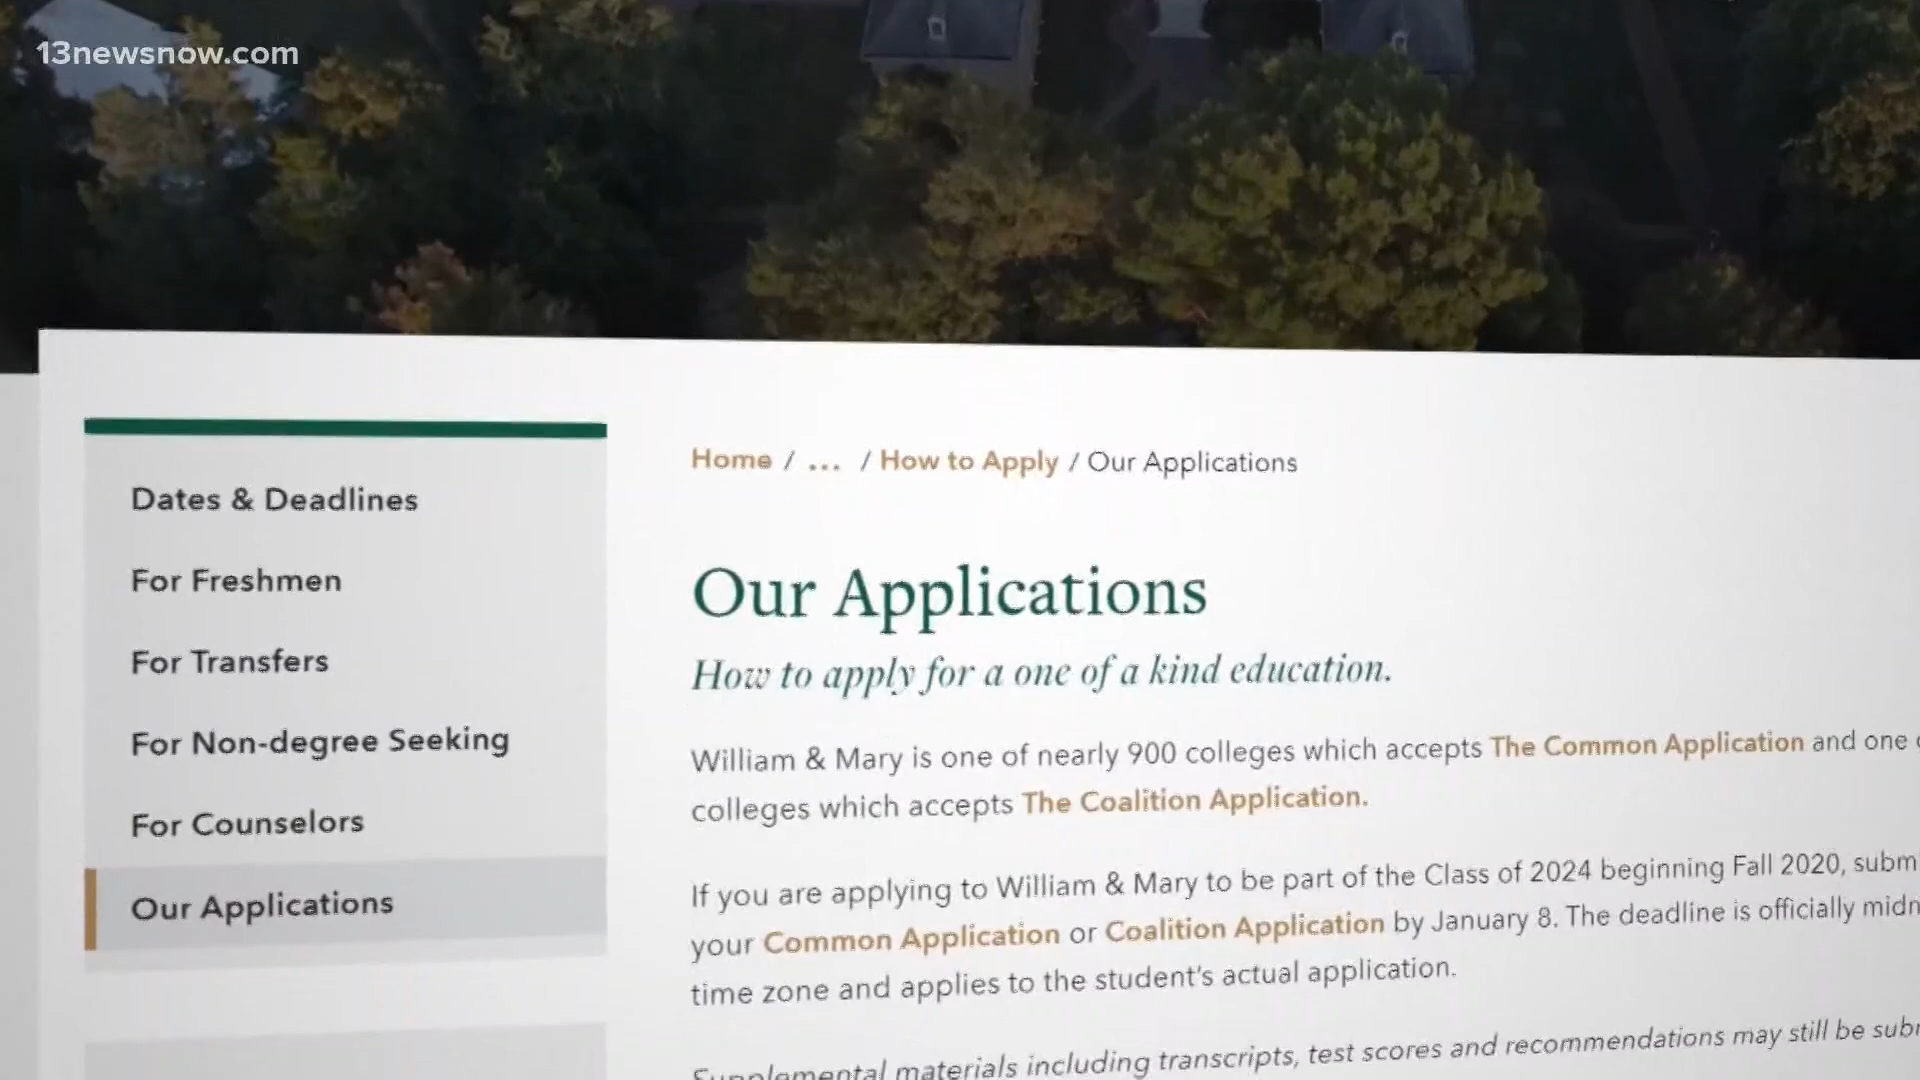 13newsnow.com
Home / ... / How to Apply / Our Applications
Dates & Deadlines
For Freshmen
For Transfers
For Non-degree Seeking
For Counselors
Our Applications
Our Applications
How to apply for a one of a kind education.
William & Mary is one of nearly 900 colleges which accepts The Common Application and one
colleges which accepts The Coalition Application.
If you are applying to William & Mary to be part of the Class of 2024 beginning Fall 2020,
your Common Application or Coalition Application by January 8. The deadline is officially
time zone and applies to the student's actual application.
Supplemental materials including transcripts, test scores and recommendations may still be